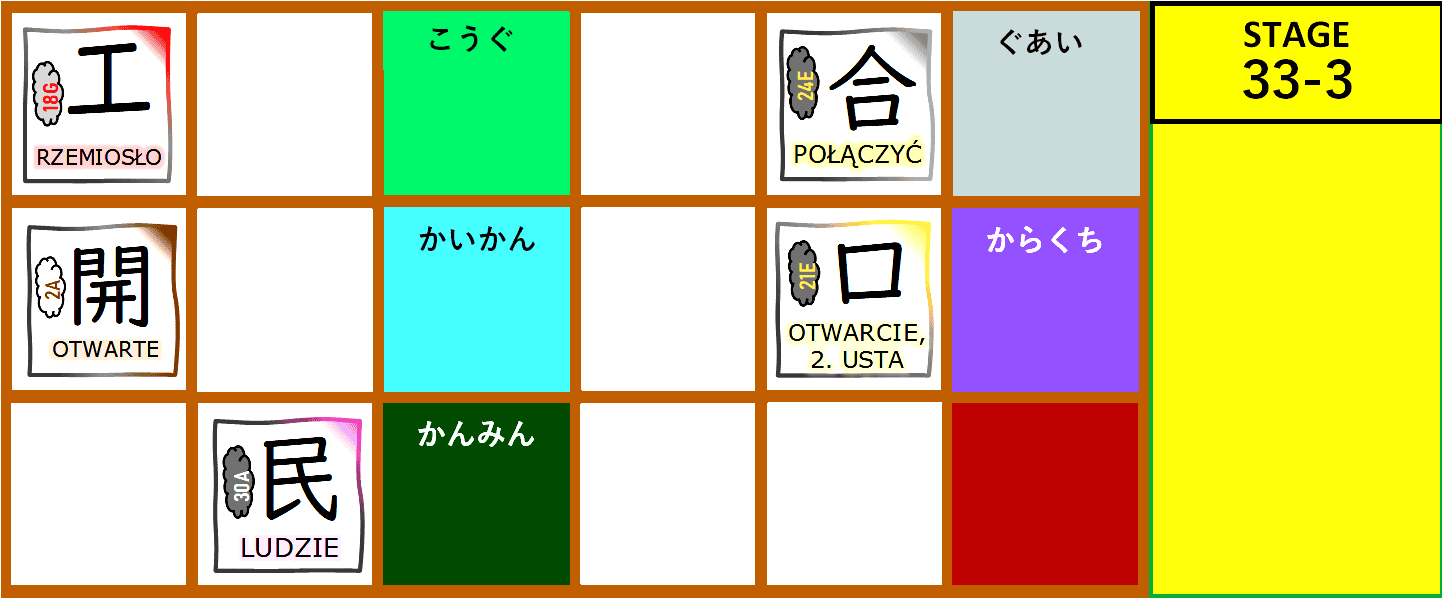 工
18G
RZEMIOSŁO
こうぐ
合
24E
POŁĄCZYĆ
ぐあい
STAGE
33-3
開
2A
OTWARTE
かいかん
口
21E
OTWARCIE,
2. USTA
からくち
民
30A
LUDZIE
かんみん